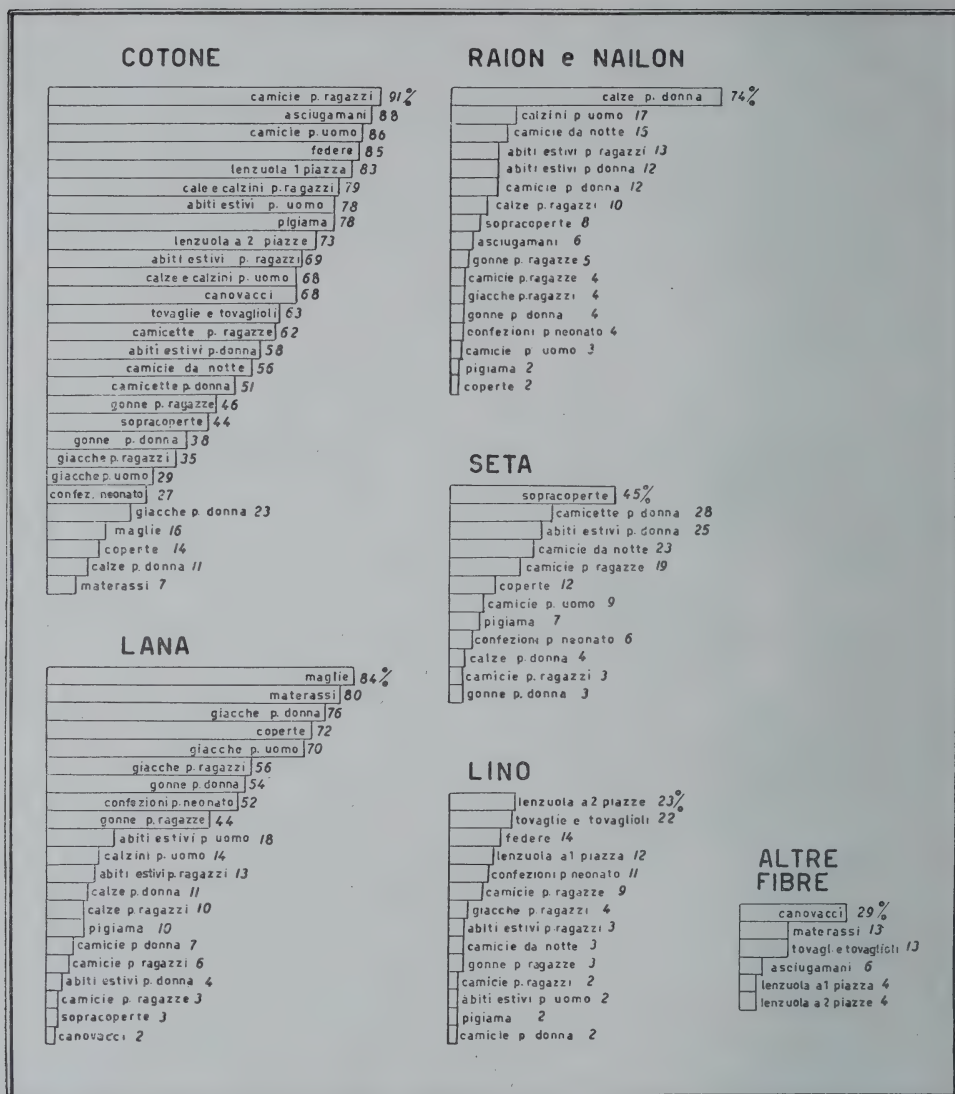 COTONE
camicie p. ragazzi 91%
asciugamani 88
camicie p. uomo 86
federe 85
lenzuola 1 piazza 83
cale e calzini p. ragazzi 79
abiti estivi p. uomo 78
pigiama 78
lenzuola a 2 piazze 73
abiti estivi p. ragazzi 69
calze e calzini p. uomo 68
canovacci 68
tovaglie e tovaglioli 63
camicette p. ragazze 62
abiti estivi p. donna 58
camicie da notte 56
camicette p. donna 51
gonne p. ragazze 46
sopracoperte 44
gonne p. donna 38
giacche p. ragazzi 35
giacche p. uomo 29
confez. neonato 27
giacche p. donna 23
maglie 16
coperte 14
calze p. donna 11
materassi 7
LANA
maglie 84%
materassi 80
giacche p. donna 76
coperte 72
giacche p. uomo 70
giacche p. ragazzi 56
gonne p. donna 54
confezioni p. neonato 52
gonne p. ragazze 44
abiti estivi p uomo 18
calzini p. uomo 14
abiti estivi p. ragazzi 13
calze p. donna 11
calze p. ragazzi 10
pigiama 10
camicie p donna 7
camicie p ragazzi 6
abiti estivi p. donna 4
camicie p. ragazze 3
sopracoperte 3
canovacci 2
RAION e NAILON
calze p. donna 74%
calzini p uomo 17
camicie da notte 15
abiti estivi p ragazzi 13
abiti estivi p donna 12
camicie p donna 12
calze p. ragazzi 10
sopracoperte 8
asciugamani 6
gonne p. ragazze 5
camicie p. ragazze 4
giacche p. ragazzi 4
gonne p donna 4
confezioni p neonato 4
camicie p uomo 3
pigiama 2
coperte 2
SETA
sopracoperte 45%
camicette p donna 28
abiti estivi p. donna 25
camicie da notte 23
camicie p ragazze 19
coperte 12
camicie p. uomo 9
pigiama 7
confezioni p neonato 6
calze p. donna 4
camicie p. ragazzi 3
gonne p. donna 3
LINO
lenzuola a 2 piazze 23%
tovaglie e tovaglioli 22
federe 14
lenzuola a 1 piazza 12
confezioni p neonato 11
camicie p. ragazze 9
giacche p. ragazzi 4
abiti estivi p. ragazzi 3
camicie da notte 3
gonne p ragazze 3
camicie p. ragazzi 2
abiti estivi p uomo 2
pigiama 2
camicie p donna 2
ALTRE
FIBRE
canovacci 29%
materassi 13
tovagl. e tovaglioli 13
asciugamani 6
lenzuola a 1 piazza 4
lenzuola a 2 piazze 4